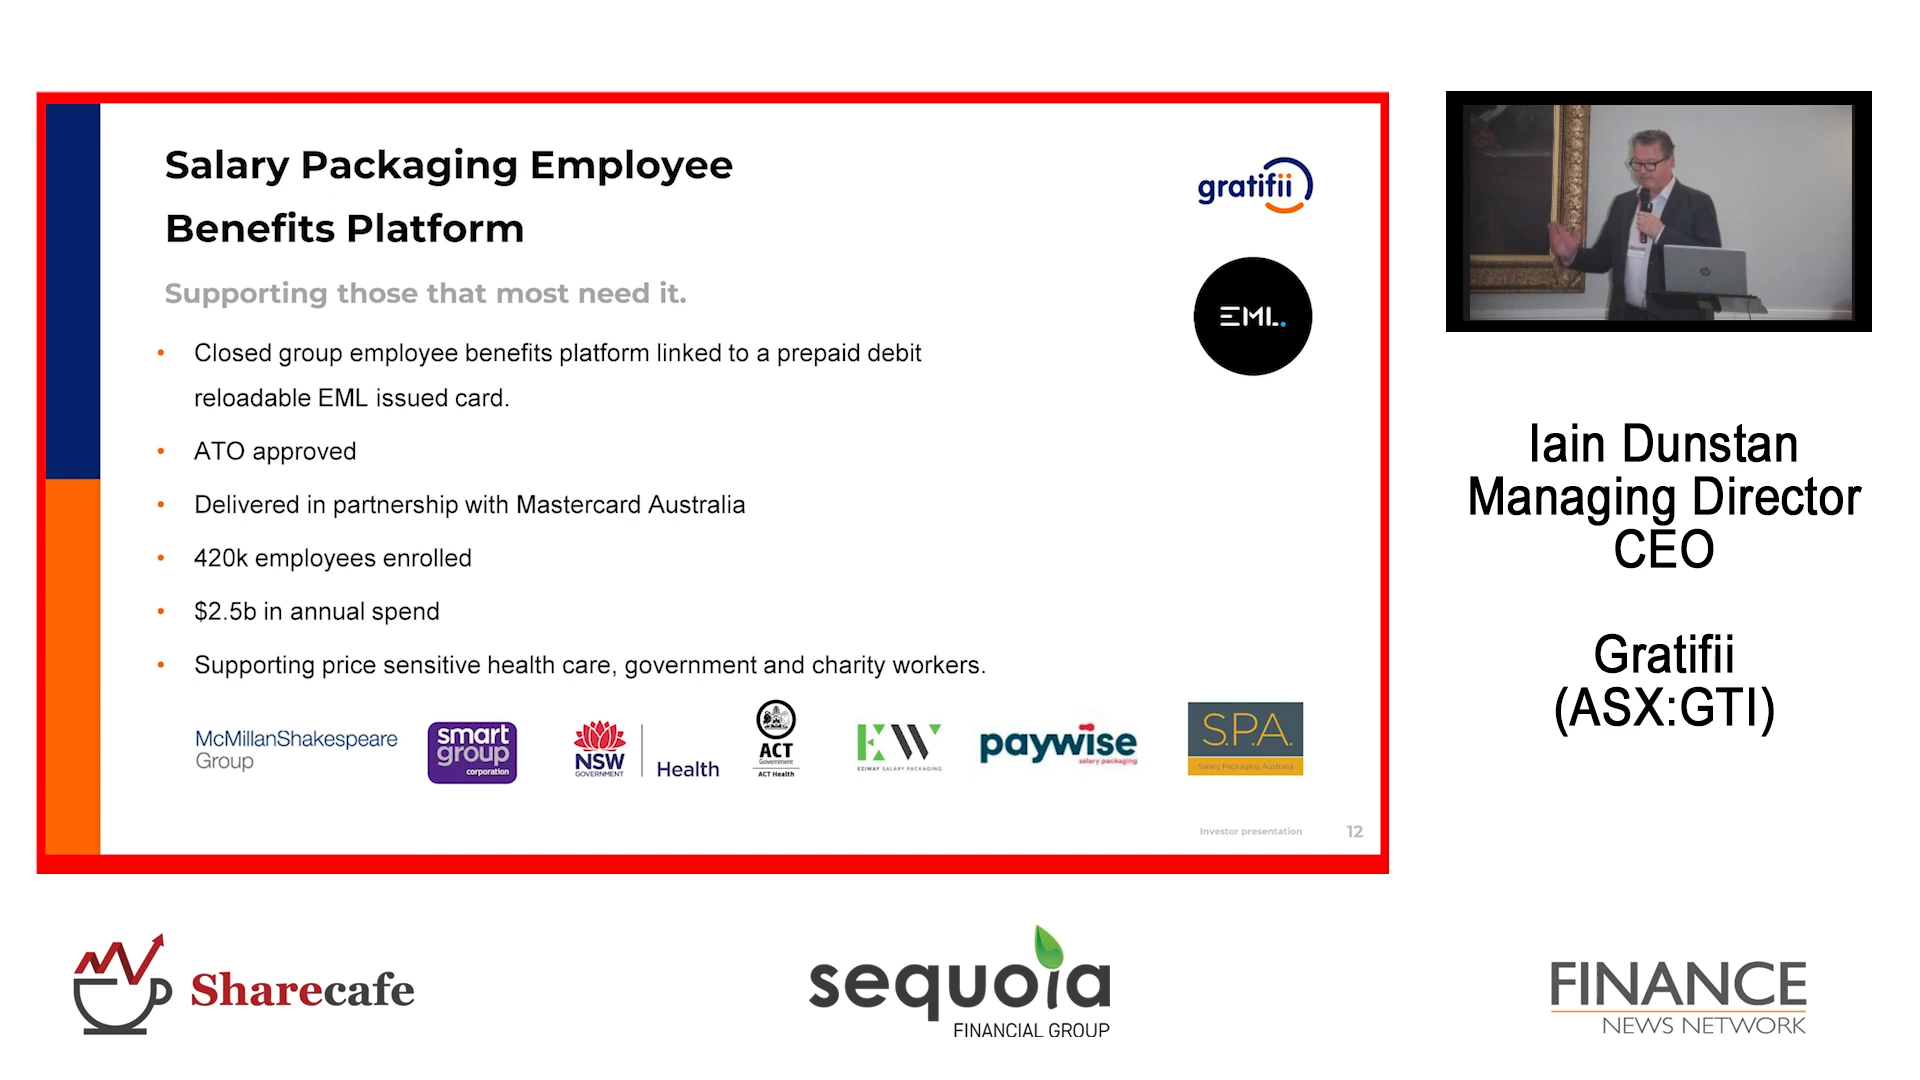 Salary Packaging Employee
Benefits Platform
Supporting those that most need it.
• Closed group employee benefits platform linked to a prepaid debit
reloadable EML issued card.
• ATO approved
• Delivered in partnership with Mastercard Australia
• 420k employees enrolled
• $2.5b in annual spend
• Supporting price sensitive health care, government and charity workers.
gratifii
EML.
McMillanShakespeare
Group
smart
group
corporation
NSW
GOVERNMENT
Health
ACT
Government
ACT Health
EW
EZIWAY SALARY PACKAGING
paywise
salary packaging
S.P.A.
Salary Packaging Australia
Investor presentation 12
Iain Dunstan
Managing Director
CEO
Gratifii
(ASX:GTI)
Sharecafe
sequoia
FINANCIAL GROUP
FINANCE
NEWS NETWORK